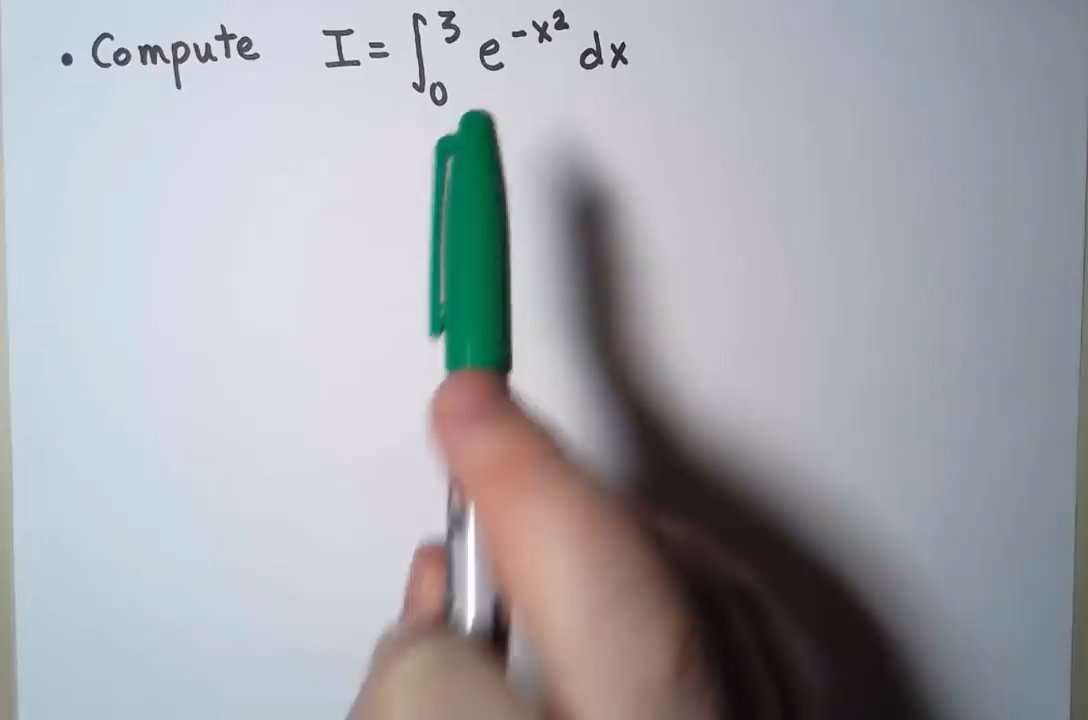 • Compute I = ∫₀³ e^{-x²} dx